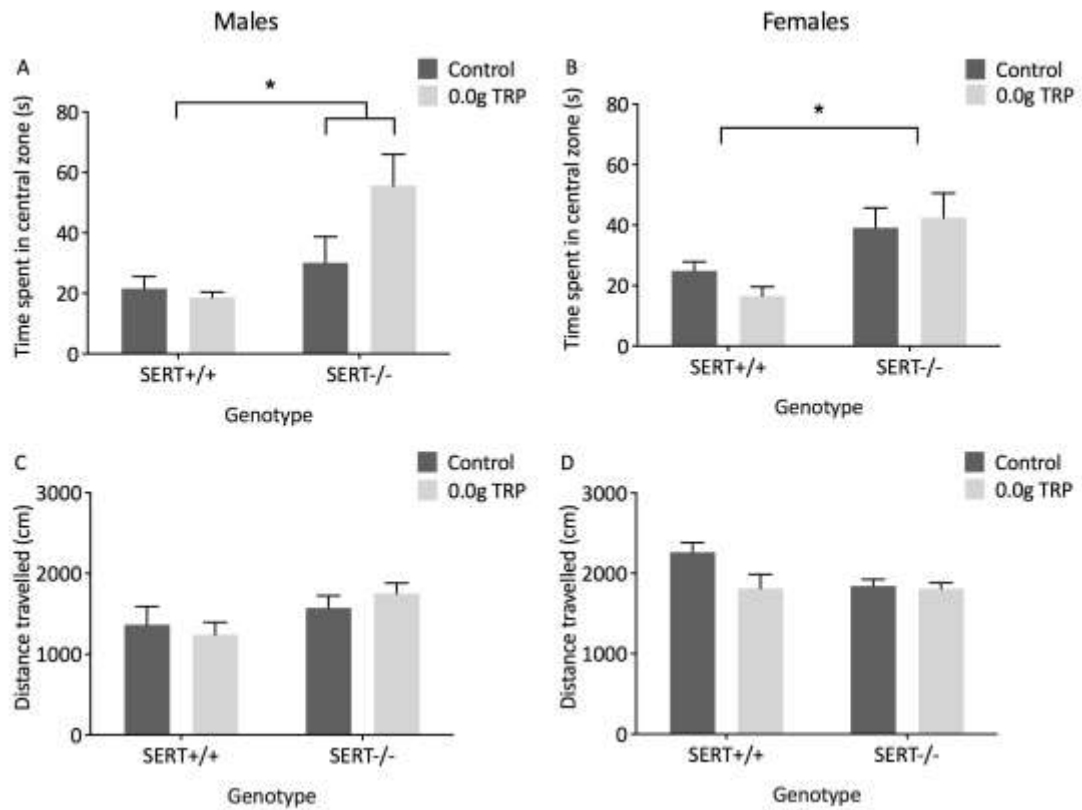 Males
Females
A
Control
0.0g TRP
*
Time spent in central zone (s)
80
60
40
20
0
SERT+/+
SERT-/-
Genotype
B
Control
0.0g TRP
*
Time spent in central zone (s)
80
60
40
20
0
SERT+/+
SERT-/-
Genotype
C
Control
0.0g TRP
Distance travelled (cm)
3000
2000
1000
0
SERT+/+
SERT-/-
Genotype
D
Control
0.0g TRP
Distance travelled (cm)
3000
2000
1000
0
SERT+/+
SERT-/-
Genotype